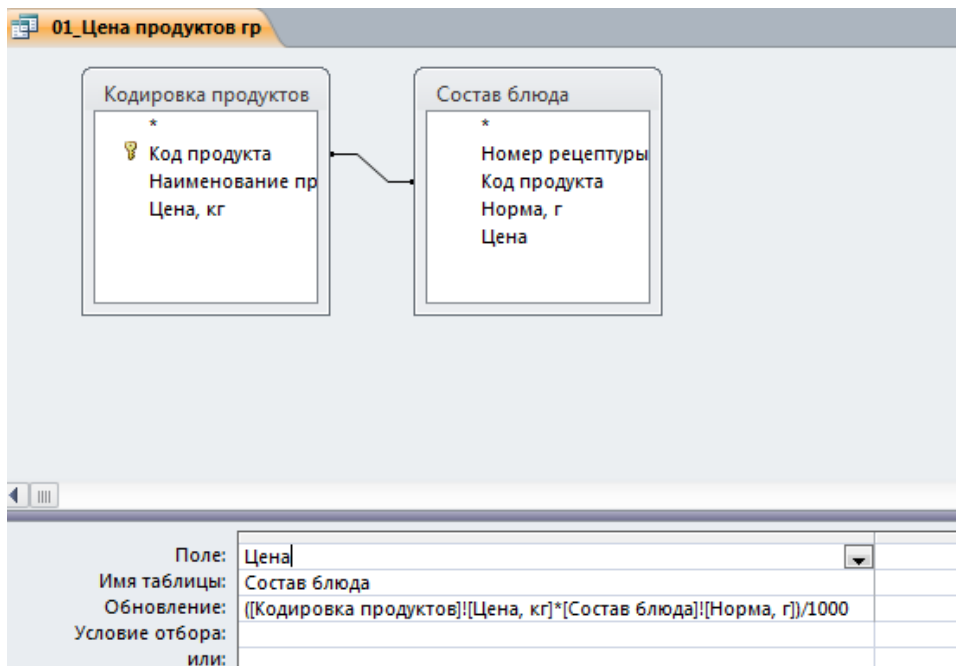 01_Цена продуктов гр
Кодировка продуктов
*
Код продукта
Наименование пр
Цена, кг
Состав блюда
*
Номер рецептуры
Код продукта
Норма, г
Цена
Поле: Цена
Имя таблицы: Состав блюда
Обновление: ([Кодировка продуктов]![Цена, кг]*[Состав блюда]![Норма, г])/1000
Условие отбора:
или: